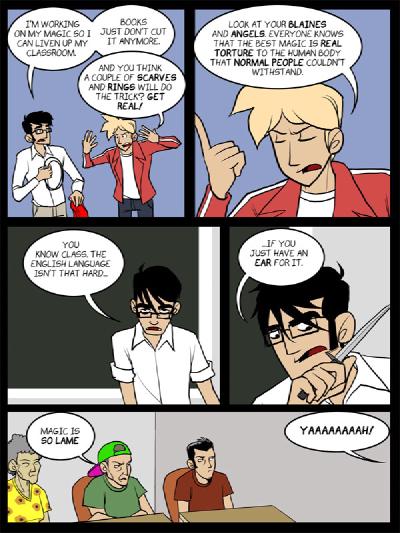 I'M WORKING
ON MY MAGIC SO I
CAN LIVEN UP MY
CLASSROOM.
BOOKS
JUST DON'T CUT
IT ANYMORE.
AND YOU THINK
A COUPLE OF SCARVES
AND RINGS WILL DO
THE TRICK? GET
REAL!
LOOK AT YOUR BLAINES
AND ANGELS. EVERYONE KNOWS
THAT THE BEST MAGIC IS REAL
TORTURE TO THE HUMAN BODY
THAT NORMAL PEOPLE COULDN'T
WITHSTAND.
YOU
KNOW CLASS, THE
ENGLISH LANGUAGE
ISN'T THAT HARD...
...IF YOU
JUST HAVE AN
EAR FOR IT.
MAGIC IS
SO LAME
YAAAAAAAAH!